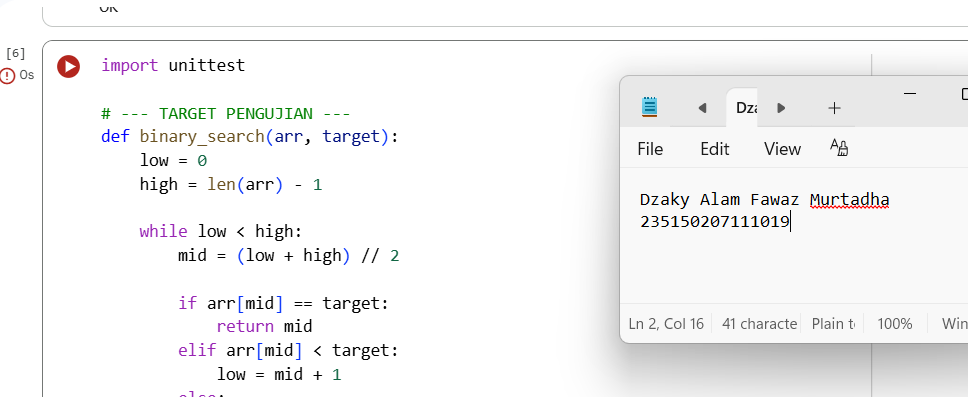 OK
[6]
0s
import unittest
# --- TARGET PENGUJIAN ---
def binary_search(arr, target):
    low = 0
    high = len(arr) - 1
    while low < high:
        mid = (low + high) // 2
        if arr[mid] == target:
            return mid
        elif arr[mid] < target:
            low = mid + 1
        else:
Dza
File Edit View
Dzaky Alam Fawaz Murtadha
235150207111019
Ln 2, Col 16 41 characte Plain t 100% Win